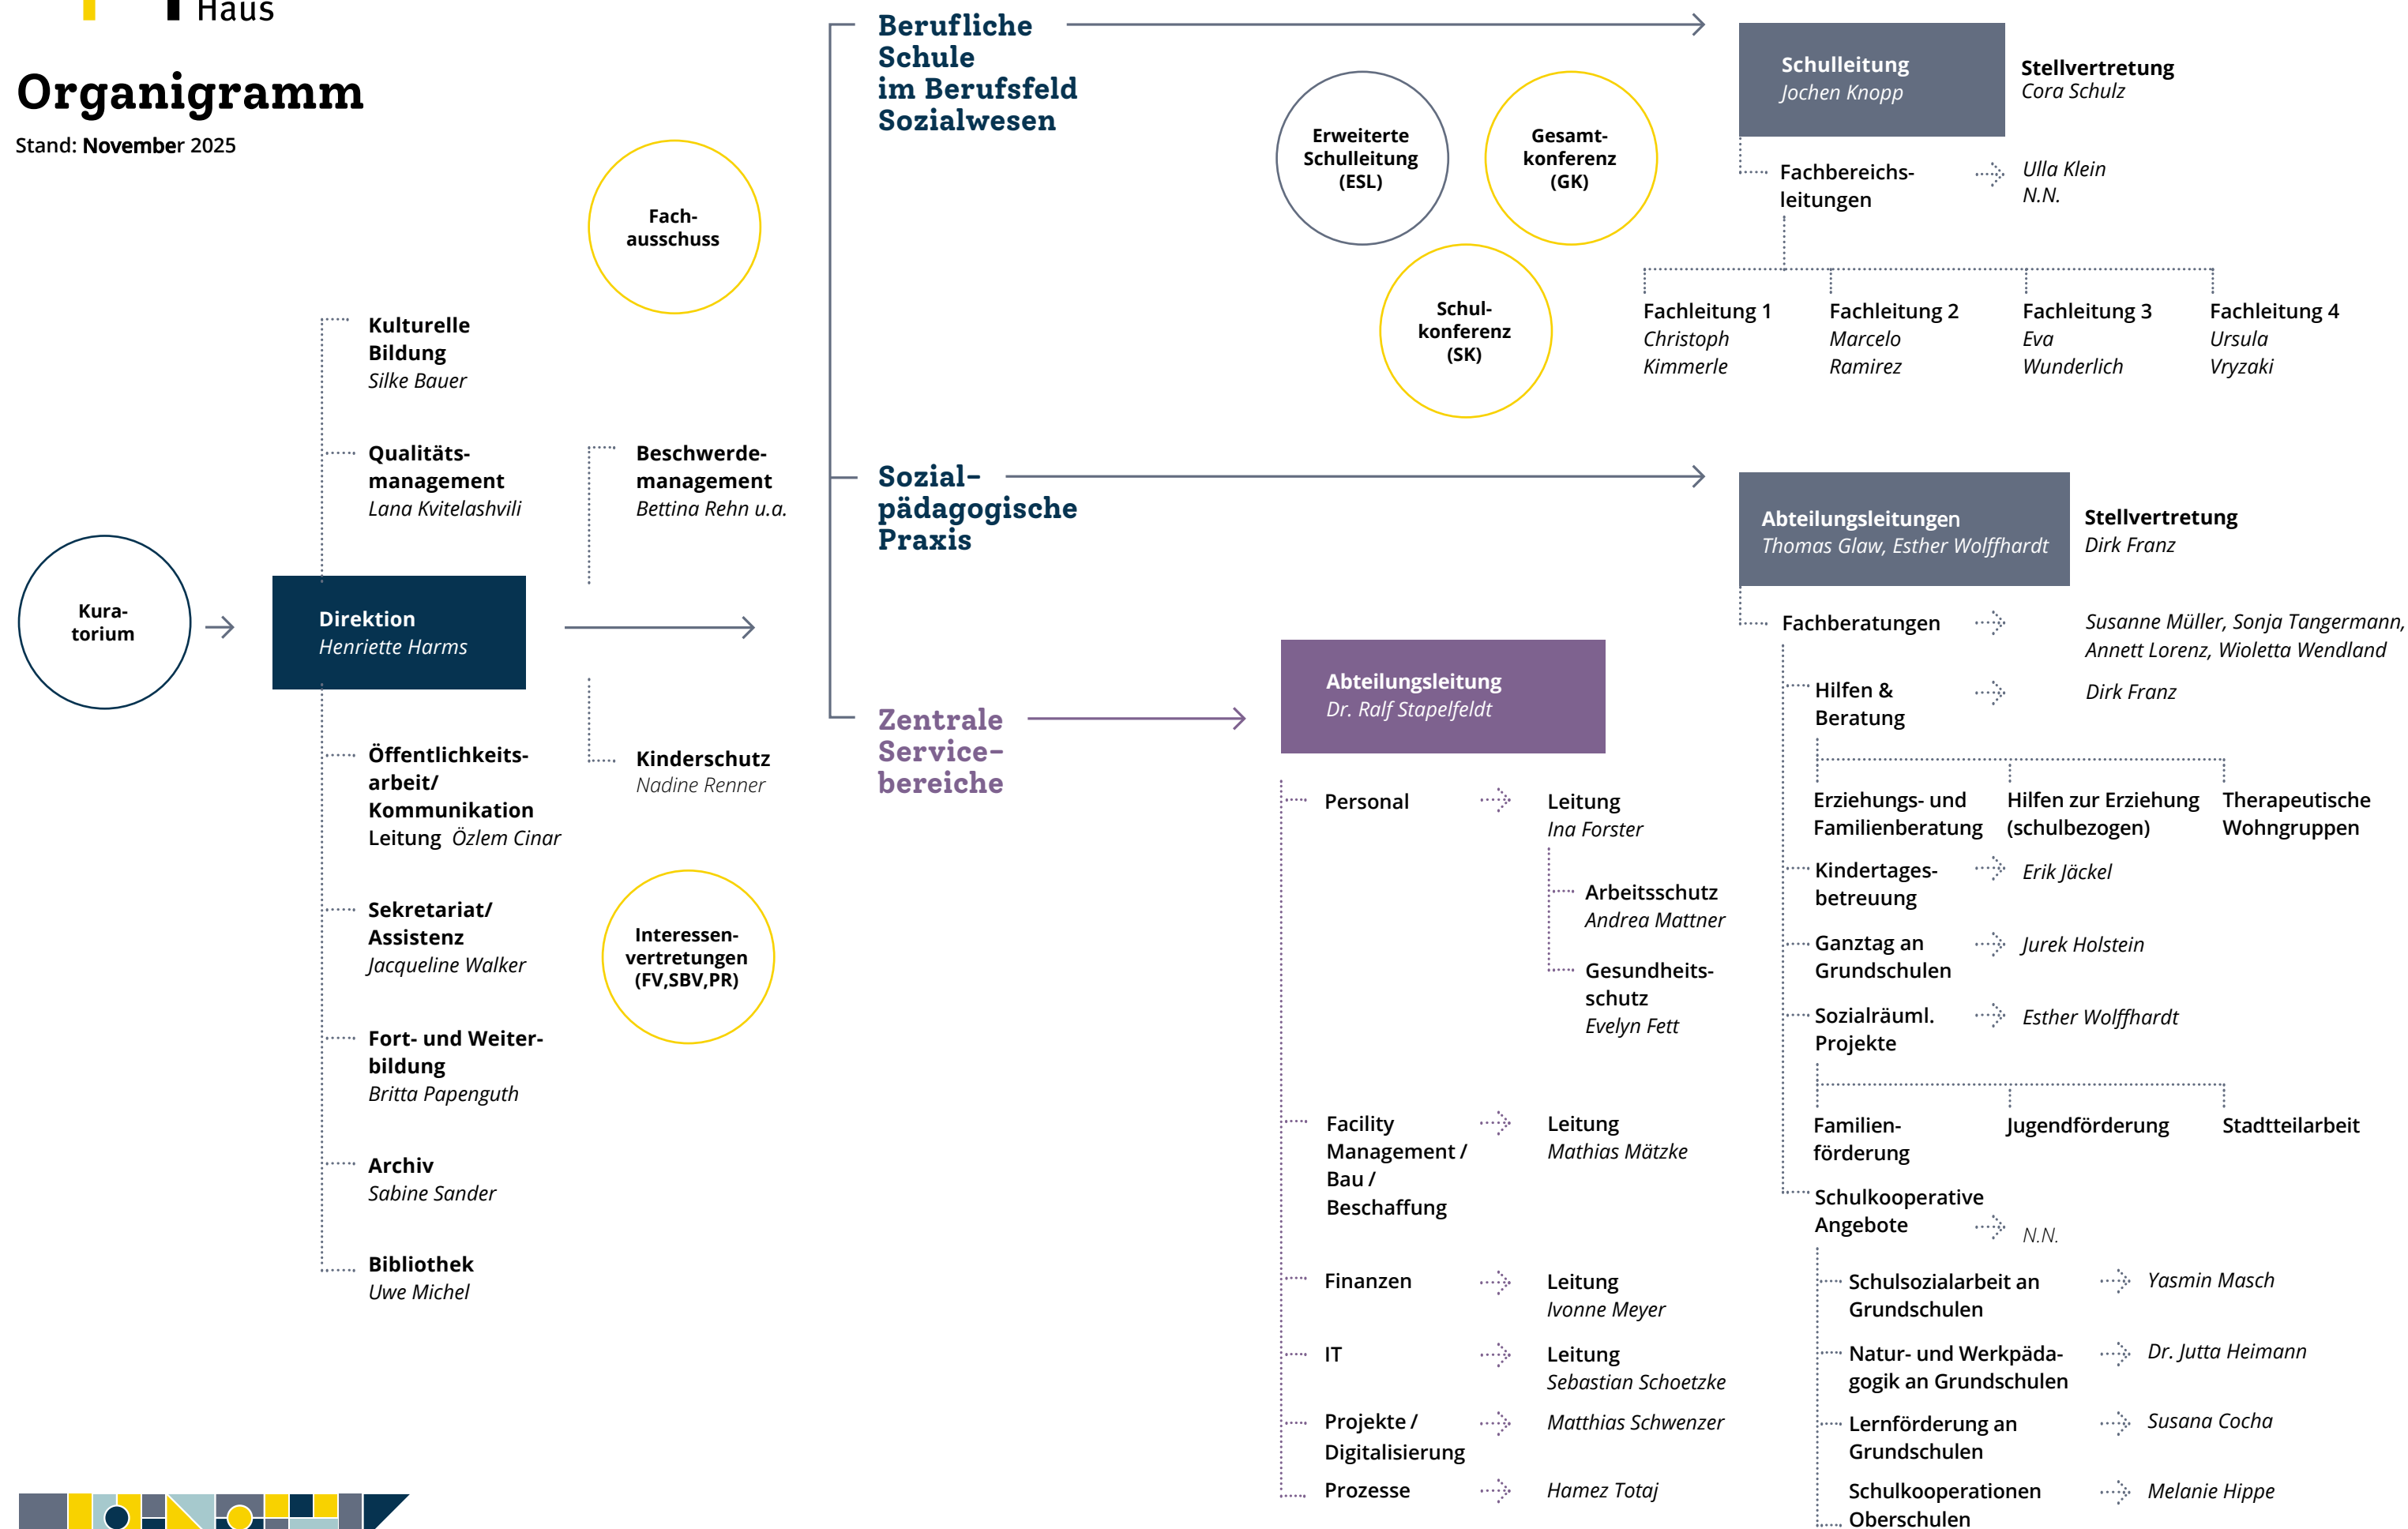 Haus
Organigramm
Stand: November 2025
Kura-
torium
Direktion
Henriette Harms
Kulturelle
Bildung
Silke Bauer
Qualitäts-
management
Lana Kvitelashvili
Öffentlichkeits-
arbeit/
Kommunikation
Leitung Özlem Cinar
Sekretariat/
Assistenz
Jacqueline Walker
Fort- und Weiter-
bildung
Britta Papenguth
Archiv
Sabine Sander
Bibliothek
Uwe Michel
Fach-
ausschuss
Beschwerde-
management
Bettina Rehn u.a.
Kinderschutz
Nadine Renner
Interessen-
vertretungen
(FV,SBV,PR)
Berufliche
Schule
im Berufsfeld
Sozialwesen
Erweiterte
Schulleitung
(ESL)
Gesamt-
konferenz
(GK)
Schul-
konferenz
(SK)
Schulleitung
Jochen Knopp
Stellvertretung
Cora Schulz
Fachbereichs-
leitungen
Ulla Klein
N.N.
Fachleitung 1
Christoph
Kimmerle
Fachleitung 2
Marcelo
Ramirez
Fachleitung 3
Eva
Wunderlich
Fachleitung 4
Ursula
Vryzaki
Sozial-
pädagogische
Praxis
Abteilungsleitungen
Thomas Glaw, Esther Wolffhardt
Stellvertretung
Dirk Franz
Fachberatungen
Susanne Müller, Sonja Tangermann,
Annett Lorenz, Wioletta Wendland
Hilfen &
Beratung
Dirk Franz
Erziehungs- und
Familienberatung
Hilfen zur Erziehung
(schulbezogen)
Therapeutische
Wohngruppen
Kindertages-
betreuung
Erik Jäckel
Ganztag an
Grundschulen
Jurek Holstein
Sozialräuml.
Projekte
Esther Wolffhardt
Familien-
förderung
Jugendförderung
Stadtteilarbeit
Schulkooperative
Angebote
N.N.
Schulsozialarbeit an
Grundschulen
Yasmin Masch
Natur- und Werkpäda-
gogik an Grundschulen
Dr. Jutta Heimann
Lernförderung an
Grundschulen
Susana Cocha
Schulkooperationen
Oberschulen
Melanie Hippe
Zentrale
Service-
bereiche
Abteilungsleitung
Dr. Ralf Stapelfeldt
Personal
Leitung
Ina Forster
Arbeitsschutz
Andrea Mattner
Gesundheits-
schutz
Evelyn Fett
Facility
Management /
Bau /
Beschaffung
Leitung
Mathias Mätzke
Finanzen
Leitung
Ivonne Meyer
IT
Leitung
Sebastian Schoetzke
Projekte /
Digitalisierung
Matthias Schwenzer
Prozesse
Hamez Totaj